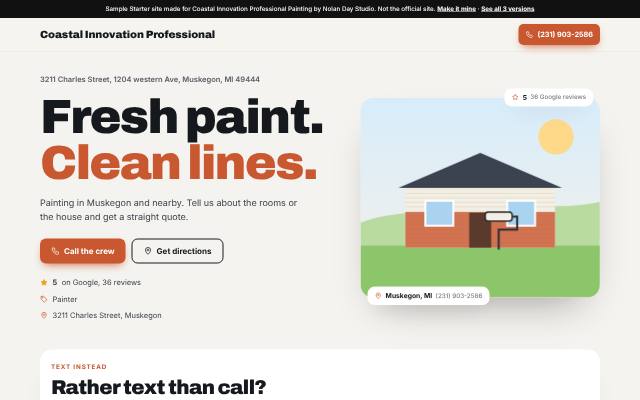 Sample Starter site made for Coastal Innovation Professional Painting by Nolan Day Studio. Not the official site. Make it mine · See all 3 versions
Coastal Innovation Professional
(231) 903-2586
3211 Charles Street, 1204 western Ave, Muskegon, MI 49444
5 36 Google reviews
Fresh paint.
Clean lines.
Painting in Muskegon and nearby. Tell us about the rooms or
the house and get a straight quote.
Call the crew
Get directions
5 on Google, 36 reviews
Painter
3211 Charles Street, Muskegon
Muskegon, MI (231) 903-2586
TEXT INSTEAD
Rather text than call?